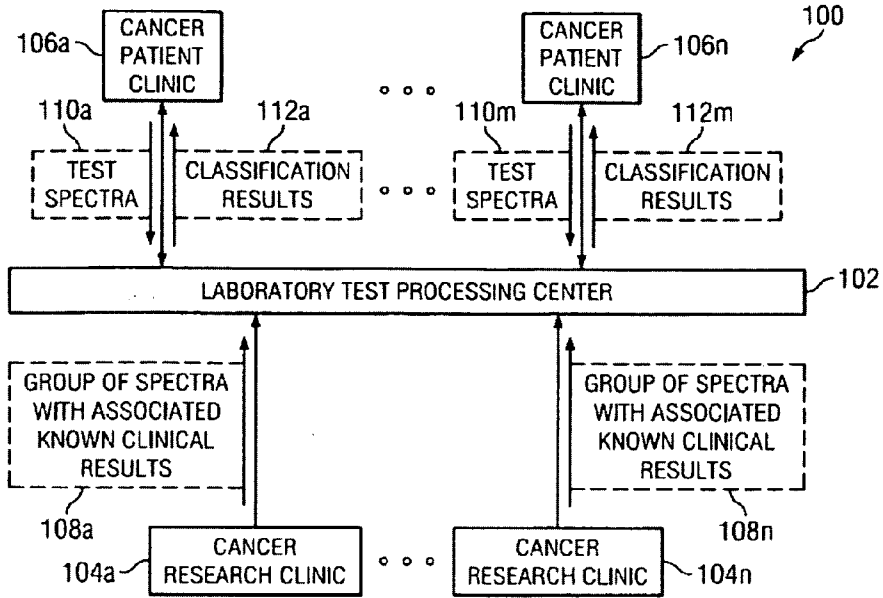 100
106a
CANCER
PATIENT
CLINIC
CANCER
PATIENT
CLINIC
106n
110a
112a
110m
112m
TEST
SPECTRA
CLASSIFICATION
RESULTS
TEST
SPECTRA
CLASSIFICATION
RESULTS
LABORATORY TEST PROCESSING CENTER
102
GROUP OF SPECTRA
WITH ASSOCIATED
KNOWN CLINICAL
RESULTS
GROUP OF SPECTRA
WITH ASSOCIATED
KNOWN CLINICAL
RESULTS
108a
108n
104a
CANCER
RESEARCH CLINIC
CANCER
RESEARCH CLINIC
104n